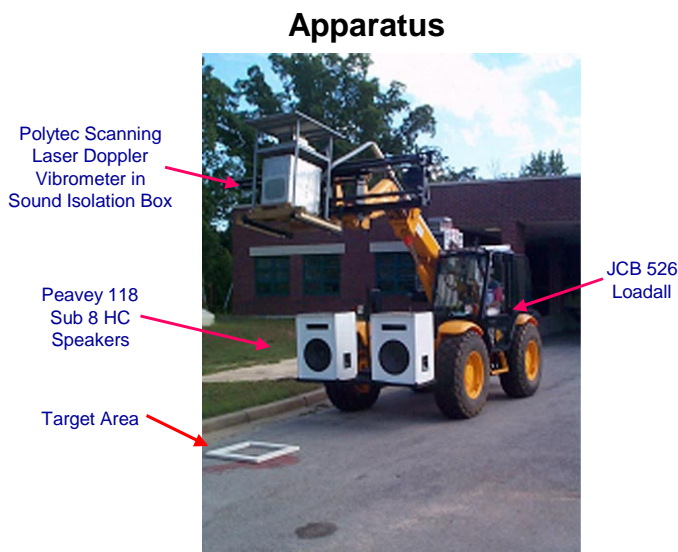 Apparatus
Polytec Scanning
Laser Doppler
Vibrometer in
Sound Isolation Box
JCB 526
Loadall
Peavey 118
Sub 8 HC
Speakers
Target Area